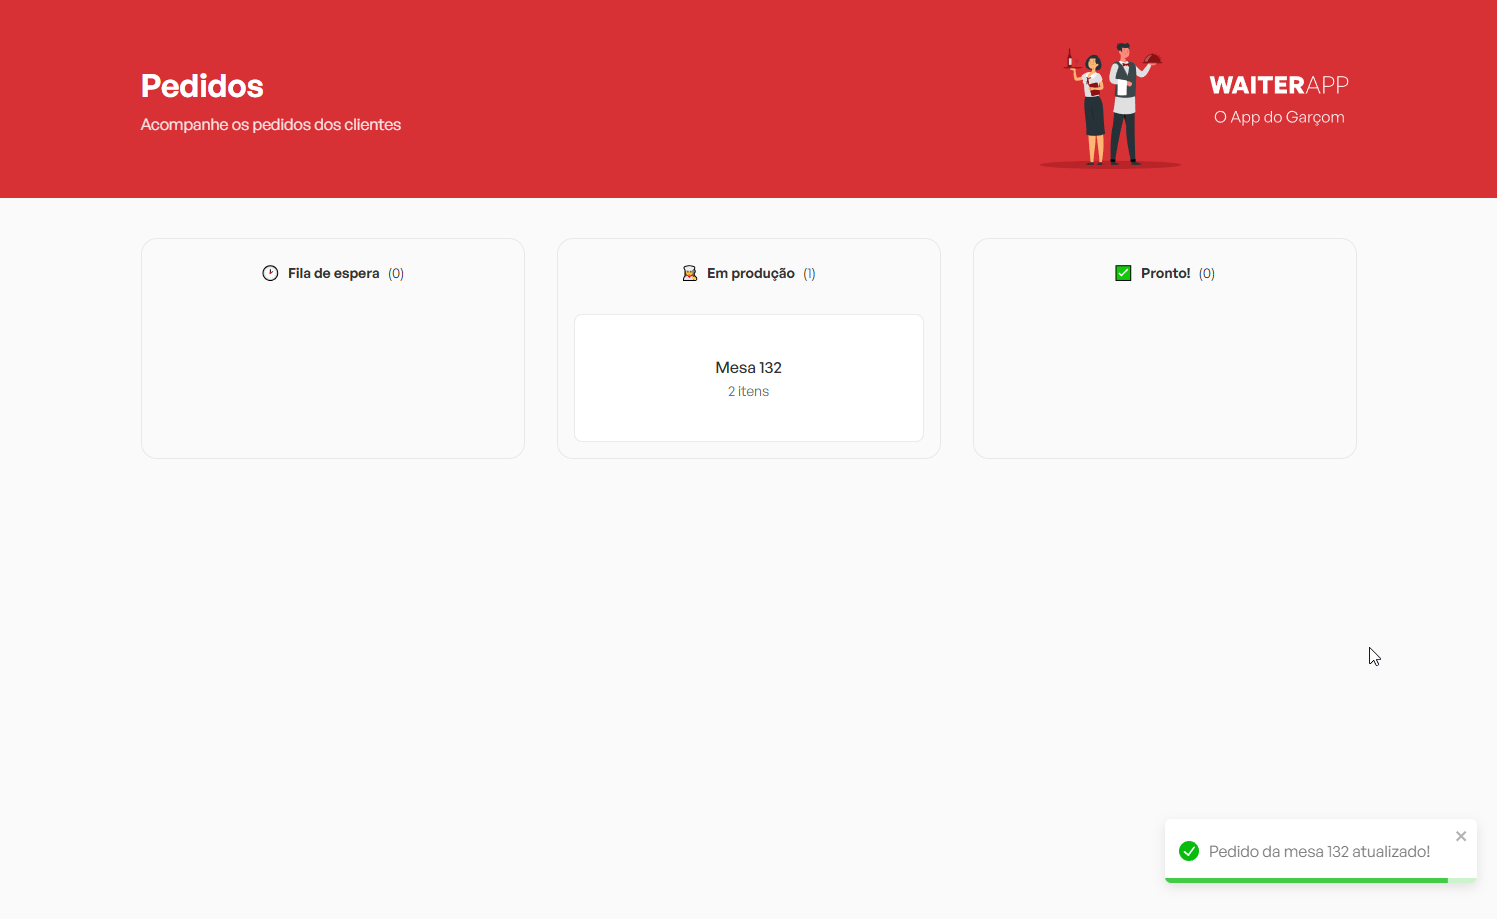 Pedidos
Acompanhe os pedidos dos clientes
WAITERAPP
O App do Garçom
Fila de espera (0)
Em produção (1)
Pronto! (0)
Mesa 132
2 itens
Pedido da mesa 132 atualizado!